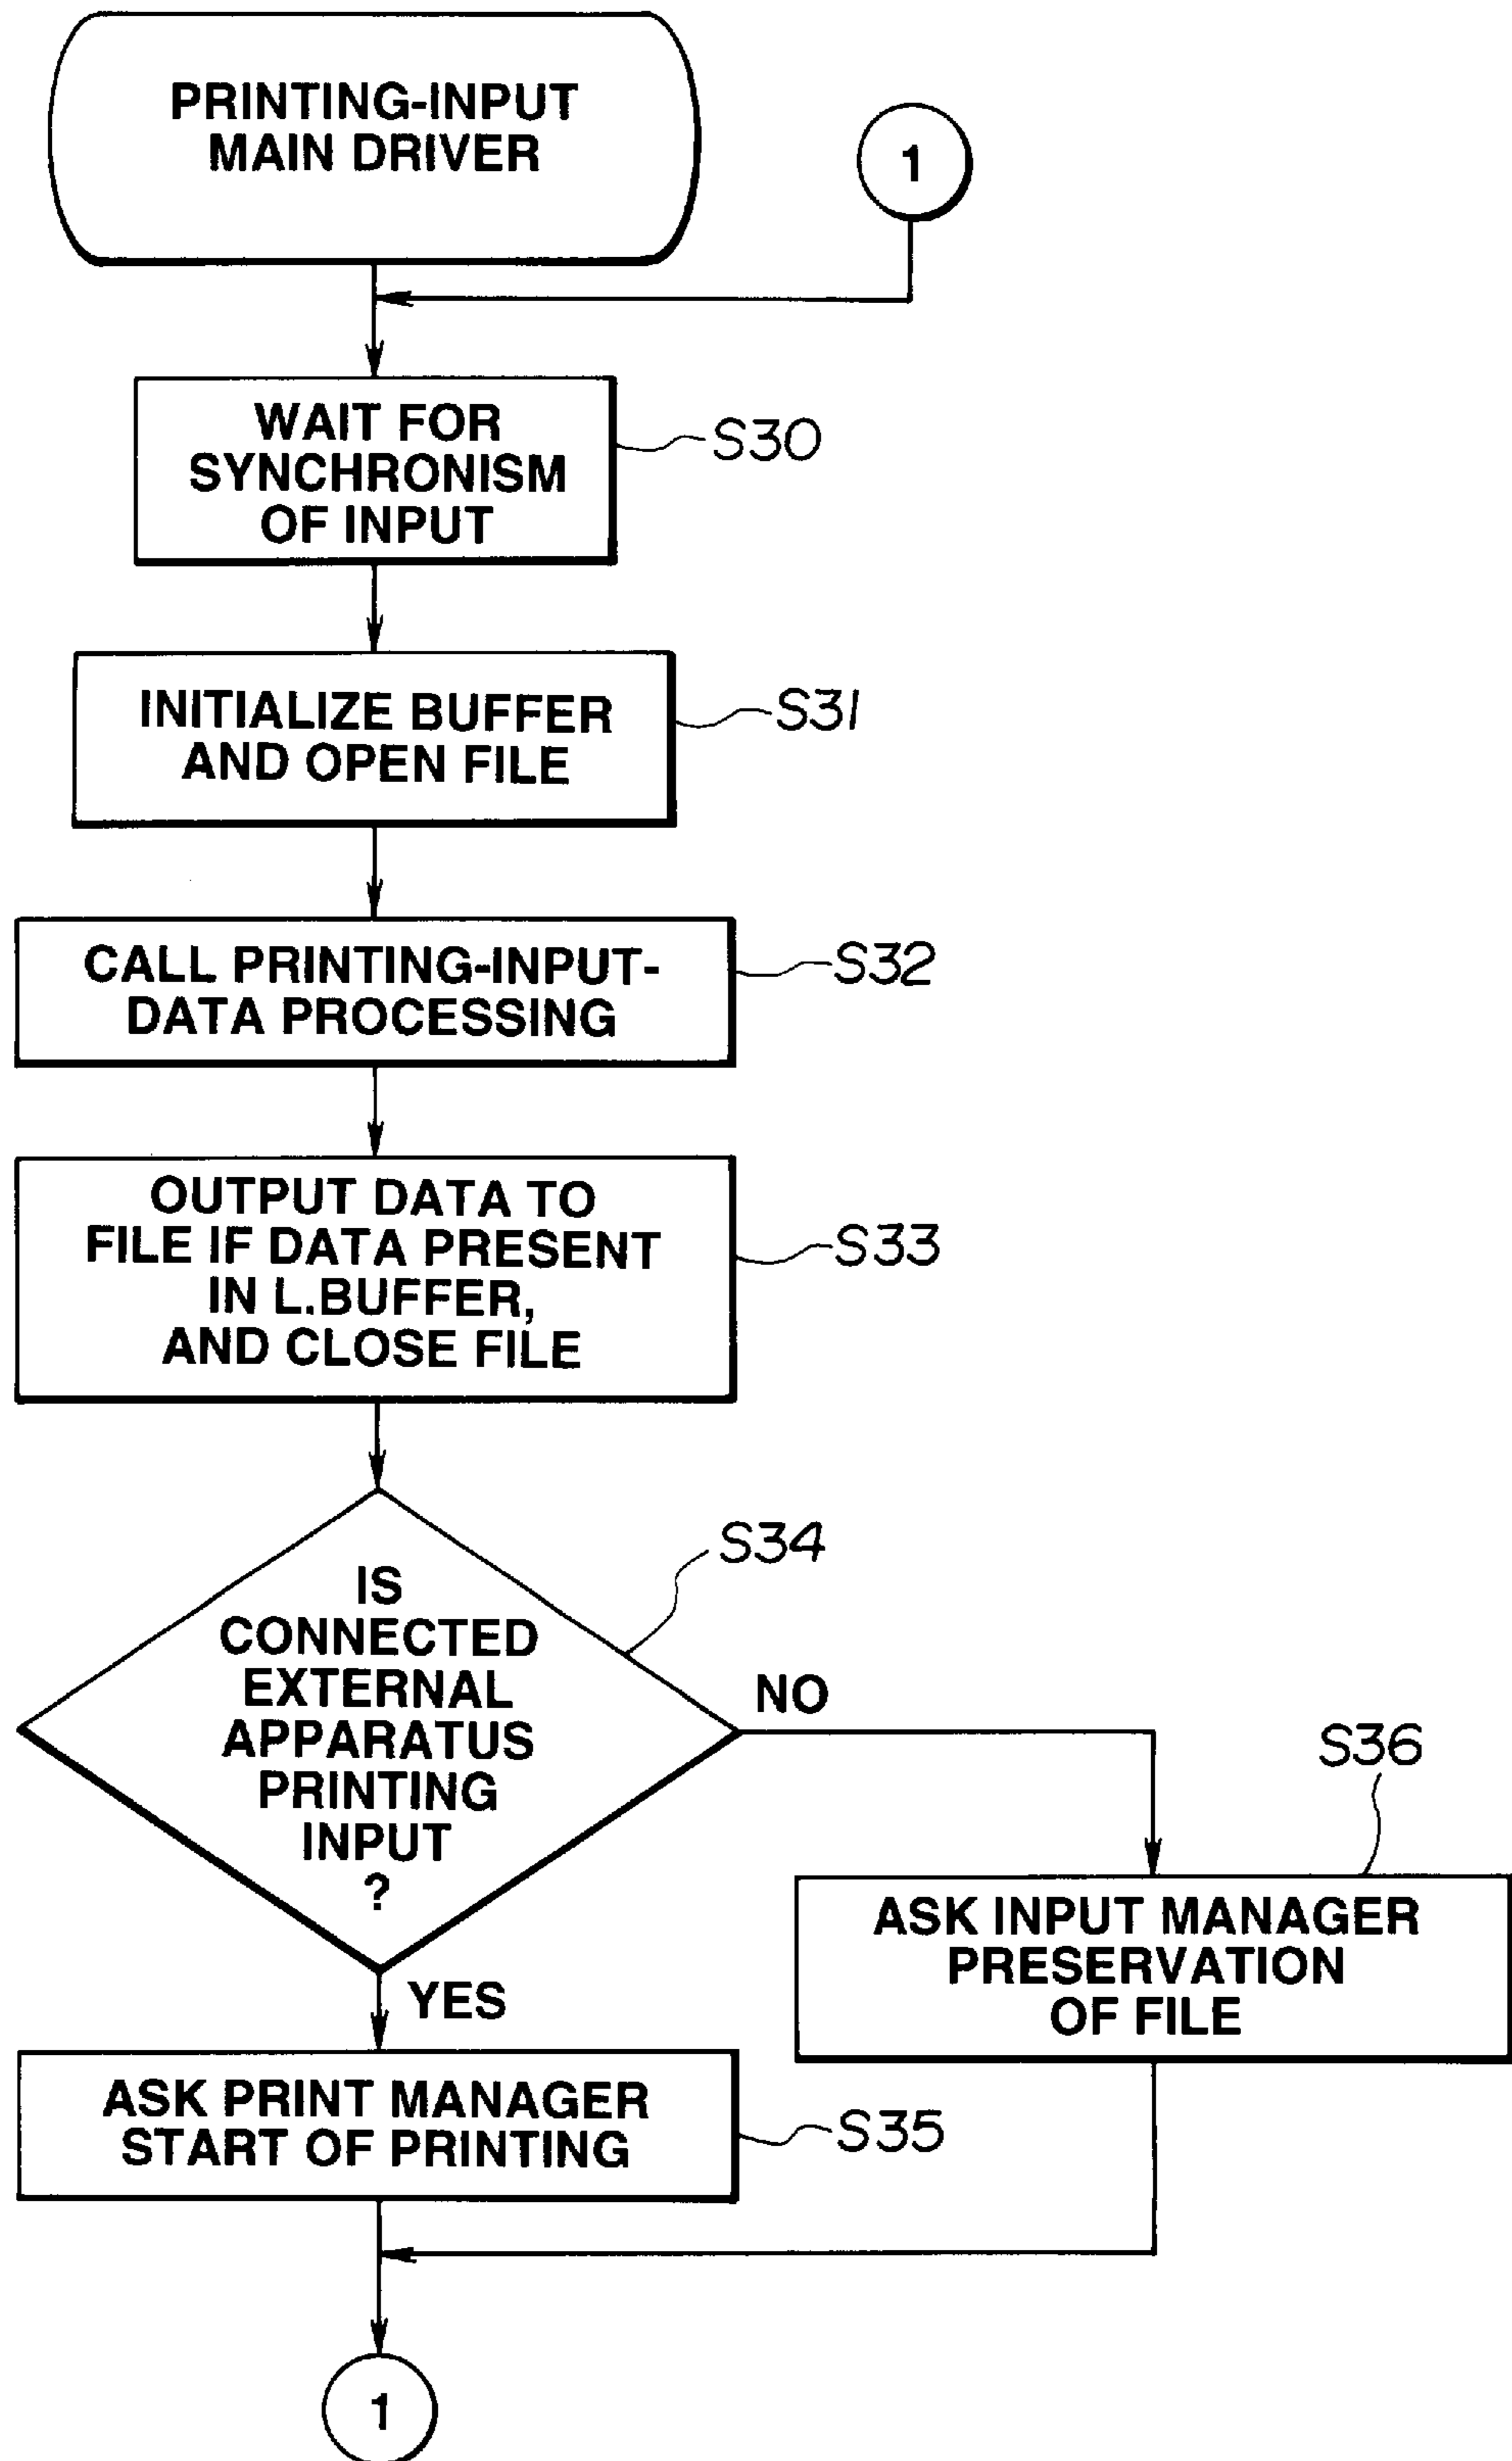 PRINTING-INPUT
MAIN DRIVER
1
WAIT FOR
SYNCHRONISM
OF INPUT
S30
INITIALIZE BUFFER
AND OPEN FILE
S31
CALL PRINTING-INPUT-
DATA PROCESSING
S32
OUTPUT DATA TO
FILE IF DATA PRESENT
IN L.BUFFER,
AND CLOSE FILE
S33
IS
CONNECTED
EXTERNAL
APPARATUS
PRINTING
INPUT
?
S34
NO
YES
S36
ASK INPUT MANAGER
PRESERVATION
OF FILE
ASK PRINT MANAGER
START OF PRINTING
S35
1